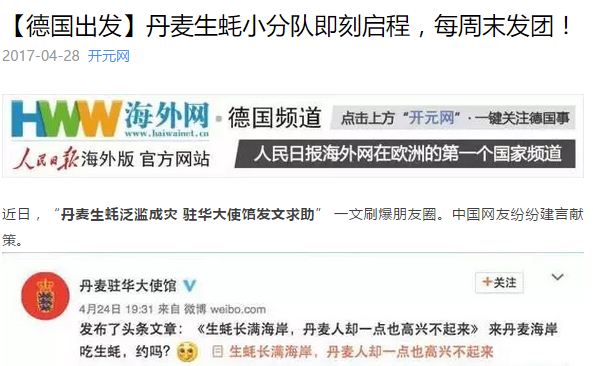 【德国出发】丹麦生蚝小分队即刻启程，每周末发团！
2017-04-28 开元网
HWW 海外网 www.haiwainet.cn · 德国频道 点击上方“开元网”·一键关注德国事
人民日报 海外版 官方网站 人民日报海外网在欧洲的第一个国家频道
近日，“丹麦生蚝泛滥成灾 驻华大使馆发文求助” 一文刷爆朋友圈。中国网友纷纷建言献
策。
丹麦驻华大使馆 +关注
4月24日 19:31 来自 微博 weibo.com
发布了头条文章：《生蚝长满海岸，丹麦人却一点也高兴不起来》 来丹麦海岸
吃生蚝，约吗？ 生蚝长满海岸，丹麦人却一点也高兴不起来